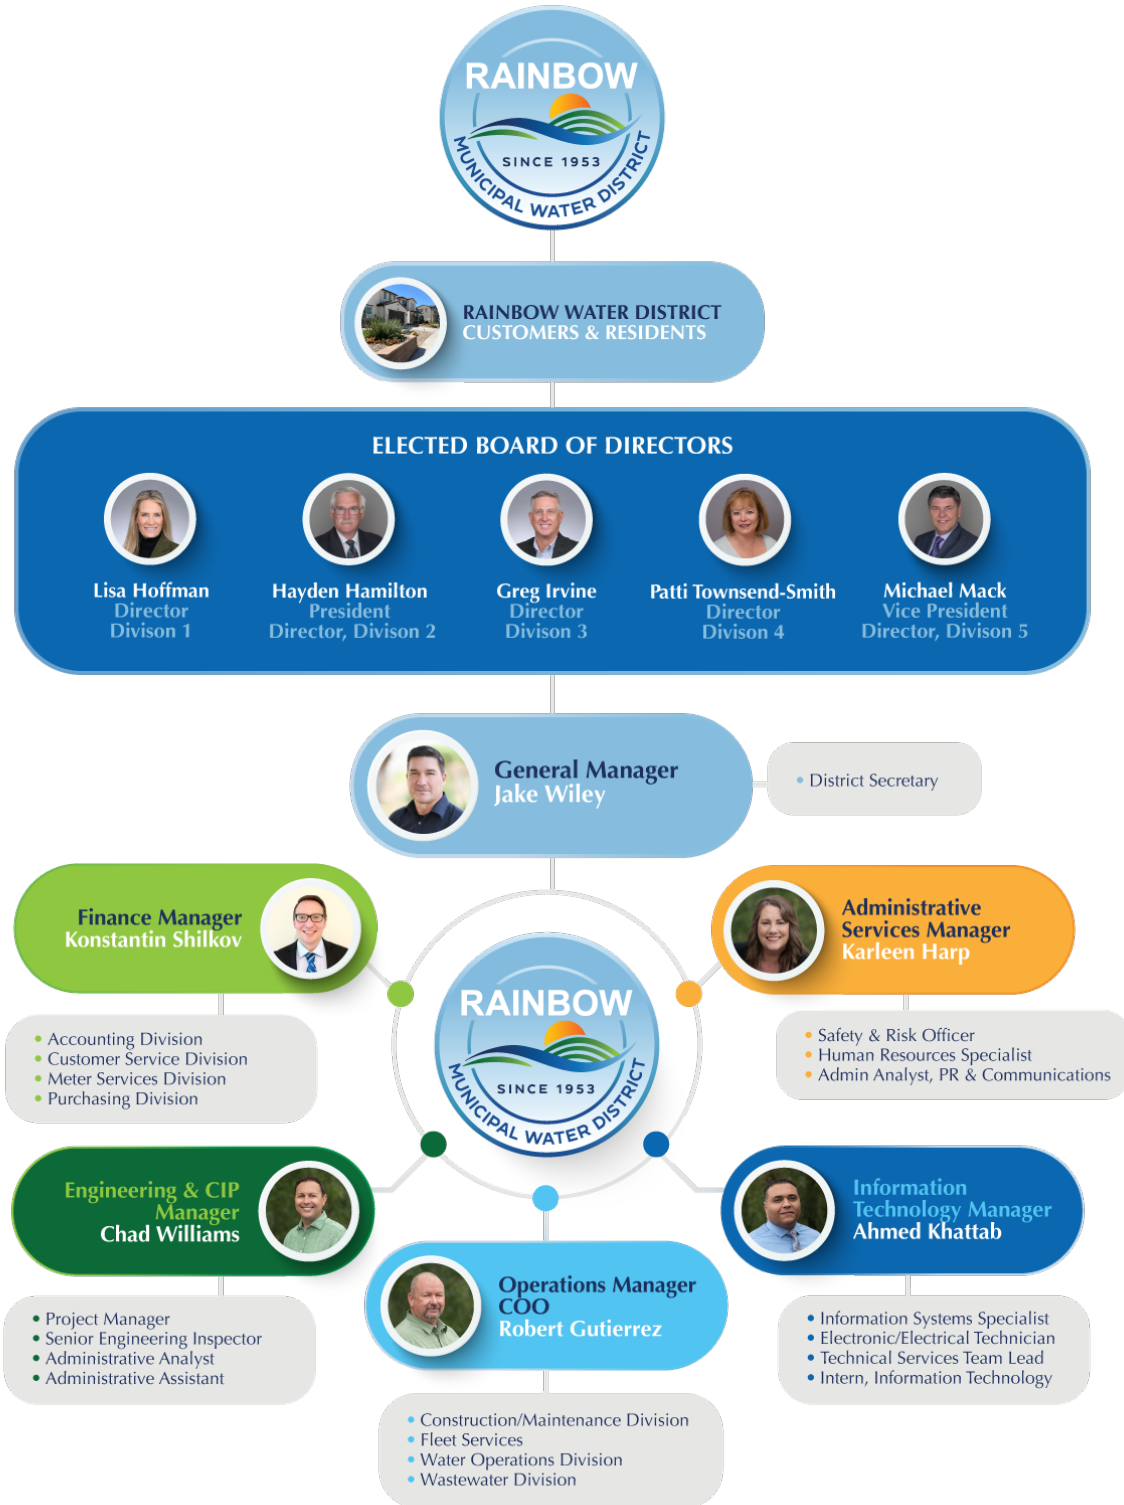 RAINBOW
SINCE 1953
MUNICIPAL WATER DISTRICT
RAINBOW WATER DISTRICT
CUSTOMERS & RESIDENTS
ELECTED BOARD OF DIRECTORS
Lisa Hoffman
Director
Divison 1
Hayden Hamilton
President
Director, Divison 2
Greg Irvine
Director
Divison 3
Patti Townsend-Smith
Director
Divison 4
Michael Mack
Vice President
Director, Divison 5
General Manager
Jake Wiley
• District Secretary
Finance Manager
Konstantin Shilkov
• Accounting Division
• Customer Service Division
• Meter Services Division
• Purchasing Division
Administrative
Services Manager
Karleen Harp
• Safety & Risk Officer
• Human Resources Specialist
• Admin Analyst, PR & Communications
RAINBOW
SINCE 1953
MUNICIPAL WATER DISTRICT
Engineering & CIP
Manager
Chad Williams
• Project Manager
• Senior Engineering Inspector
• Administrative Analyst
• Administrative Assistant
Operations Manager
COO
Robert Gutierrez
• Construction/Maintenance Division
• Fleet Services
• Water Operations Division
• Wastewater Division
Information
Technology Manager
Ahmed Khattab
• Information Systems Specialist
• Electronic/Electrical Technician
• Technical Services Team Lead
• Intern, Information Technology